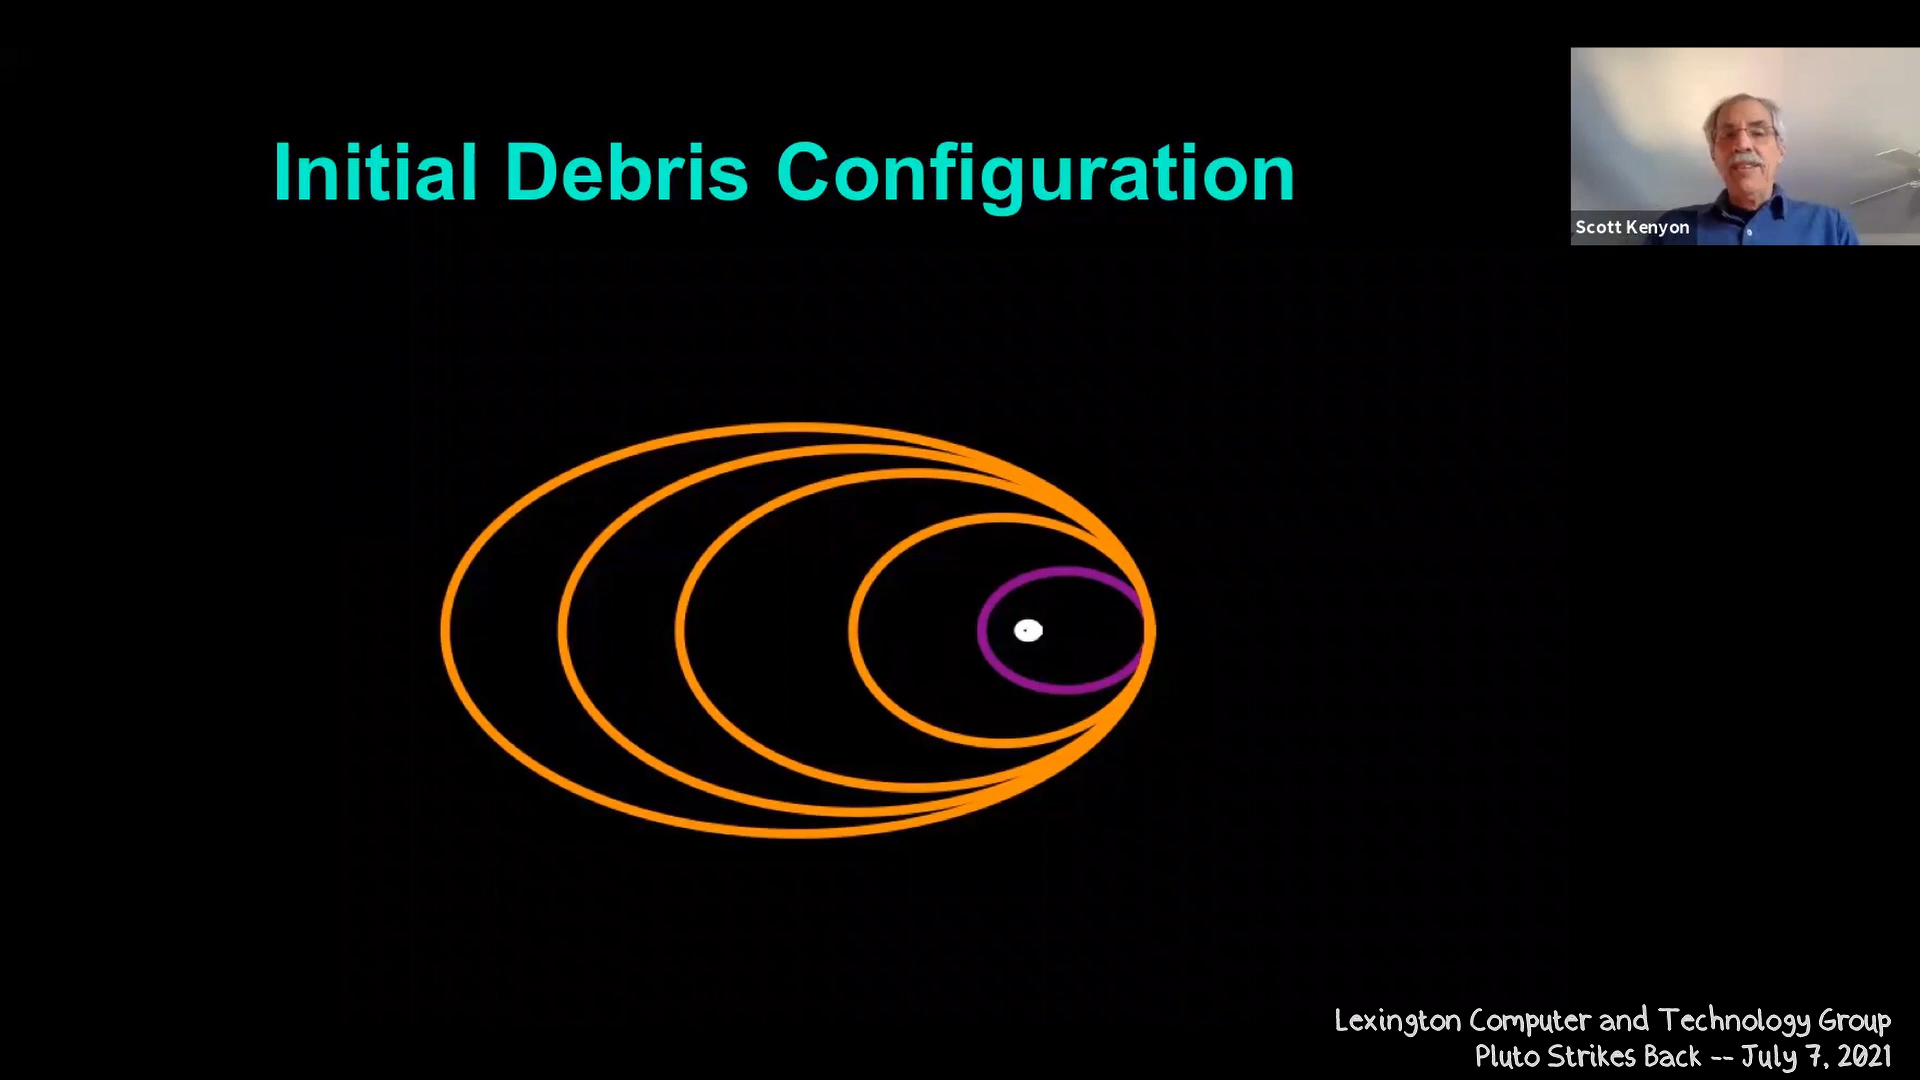 Initial Debris Configuration
Scott Kenyon
Lexington Computer and Technology Group
Pluto Strikes Back -- July 7, 2021